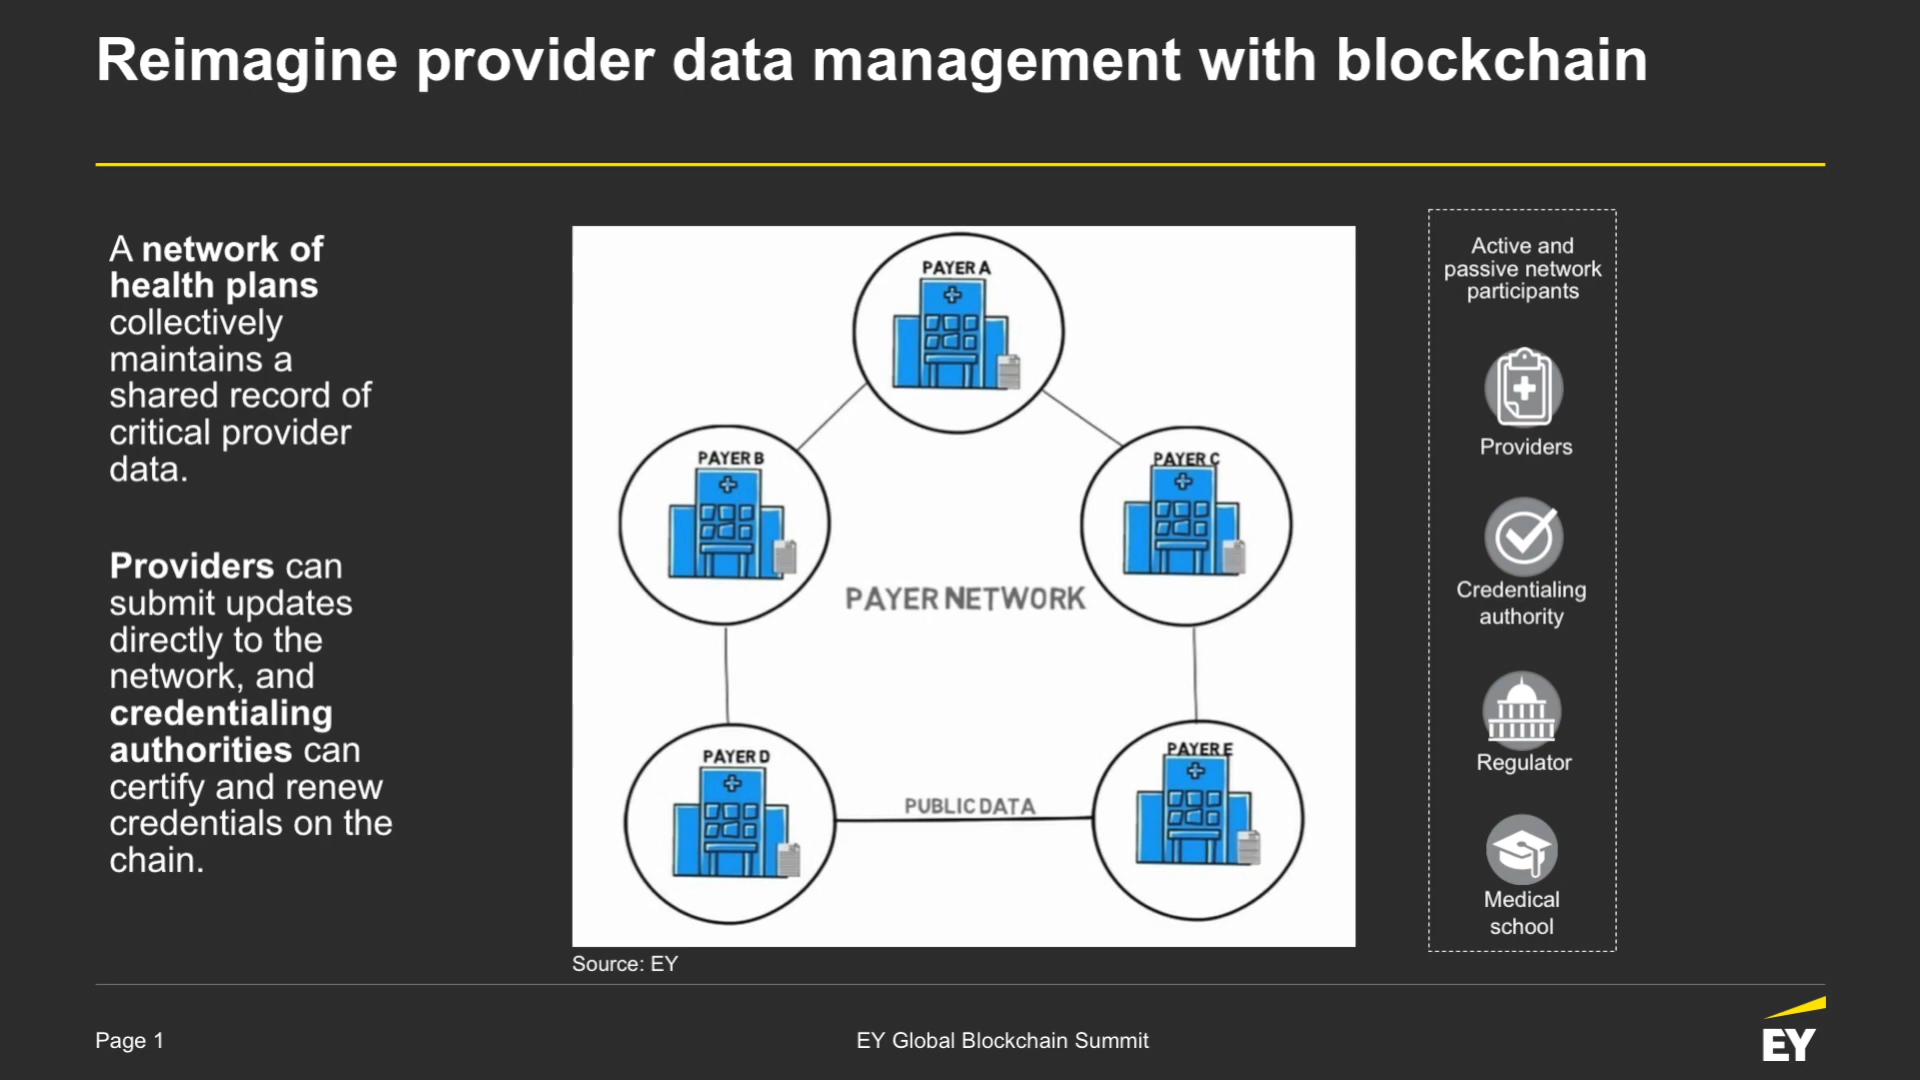 Reimagine provider data management with blockchain
A network of
health plans
collectively
maintains a
shared record of
critical provider
data.
Providers can
submit updates
directly to the
network, and
credentialing
authorities can
certify and renew
credentials on the
chain.
PAYER A
PAYER B
PAYER C
PAYER NETWORK
PAYER D
PAYER E
PUBLIC DATA
Source: EY
Active and
passive network
participants
Providers
Credentialing
authority
Regulator
Medical
school
Page 1
EY Global Blockchain Summit
EY